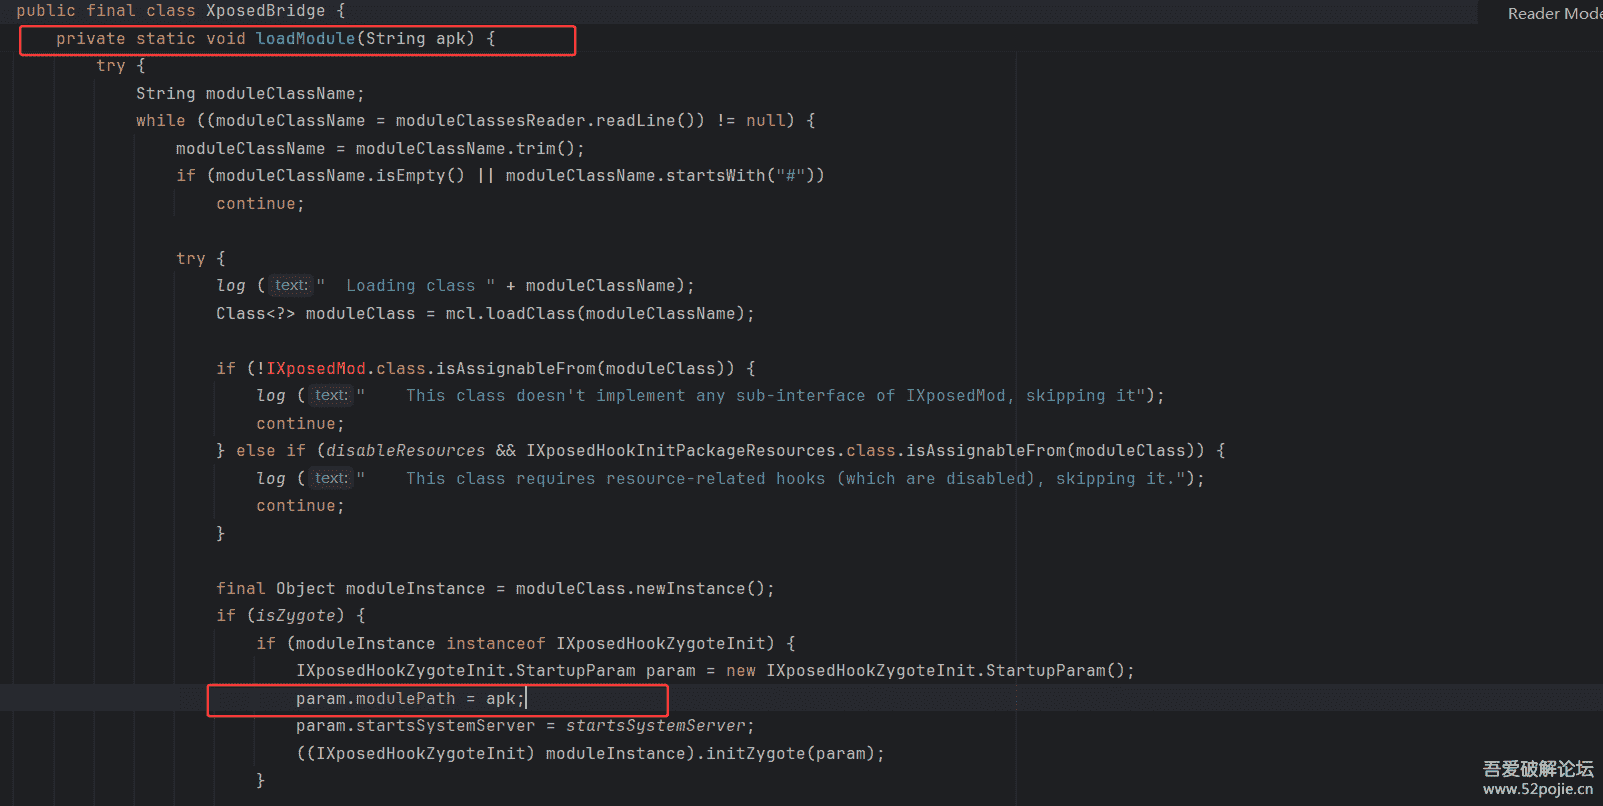 public final class XposedBridge {
Reader Mode
private static void loadModule(String apk) {
try {
String moduleClassName;
while ((moduleClassName = moduleClassesReader.readLine()) != null) {
moduleClassName = moduleClassName.trim();
if (moduleClassName.isEmpty() || moduleClassName.startsWith("#"))
continue;
try {
log ( text: "  Loading class " + moduleClassName);
Class<?> moduleClass = mcl.loadClass(moduleClassName);
if (!IXposedMod.class.isAssignableFrom(moduleClass)) {
log ( text: "    This class doesn't implement any sub-interface of IXposedMod, skipping it");
continue;
} else if (disableResources && IXposedHookInitPackageResources.class.isAssignableFrom(moduleClass)) {
log ( text: "    This class requires resource-related hooks (which are disabled), skipping it.");
continue;
}
final Object moduleInstance = moduleClass.newInstance();
if (isZygote) {
if (moduleInstance instanceof IXposedHookZygoteInit) {
IXposedHookZygoteInit.StartupParam param = new IXposedHookZygoteInit.StartupParam();
param.modulePath = apk;
param.startsSystemServer = startsSystemServer;
((IXposedHookZygoteInit) moduleInstance).initZygote(param);
}
吾爱破解论坛
www.52pojie.cn